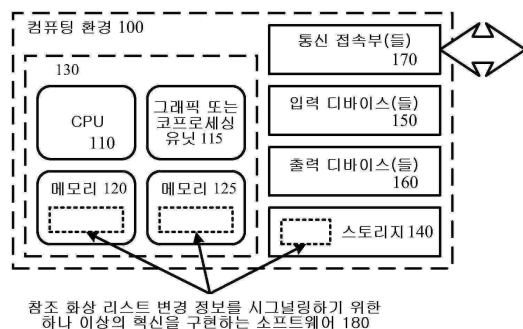 컴퓨팅 환경 100
130
CPU
110
그래픽 또는
코프로세싱
유닛 115
메모리 120
메모리 125
통신 접속부(들)
170
입력 디바이스(들)
150
출력 디바이스(들)
160
스토리지 140
참조 화상 리스트 변경 정보를 시그널링하기 위한
하나 이상의 혁신을 구현하는 소프트웨어 180